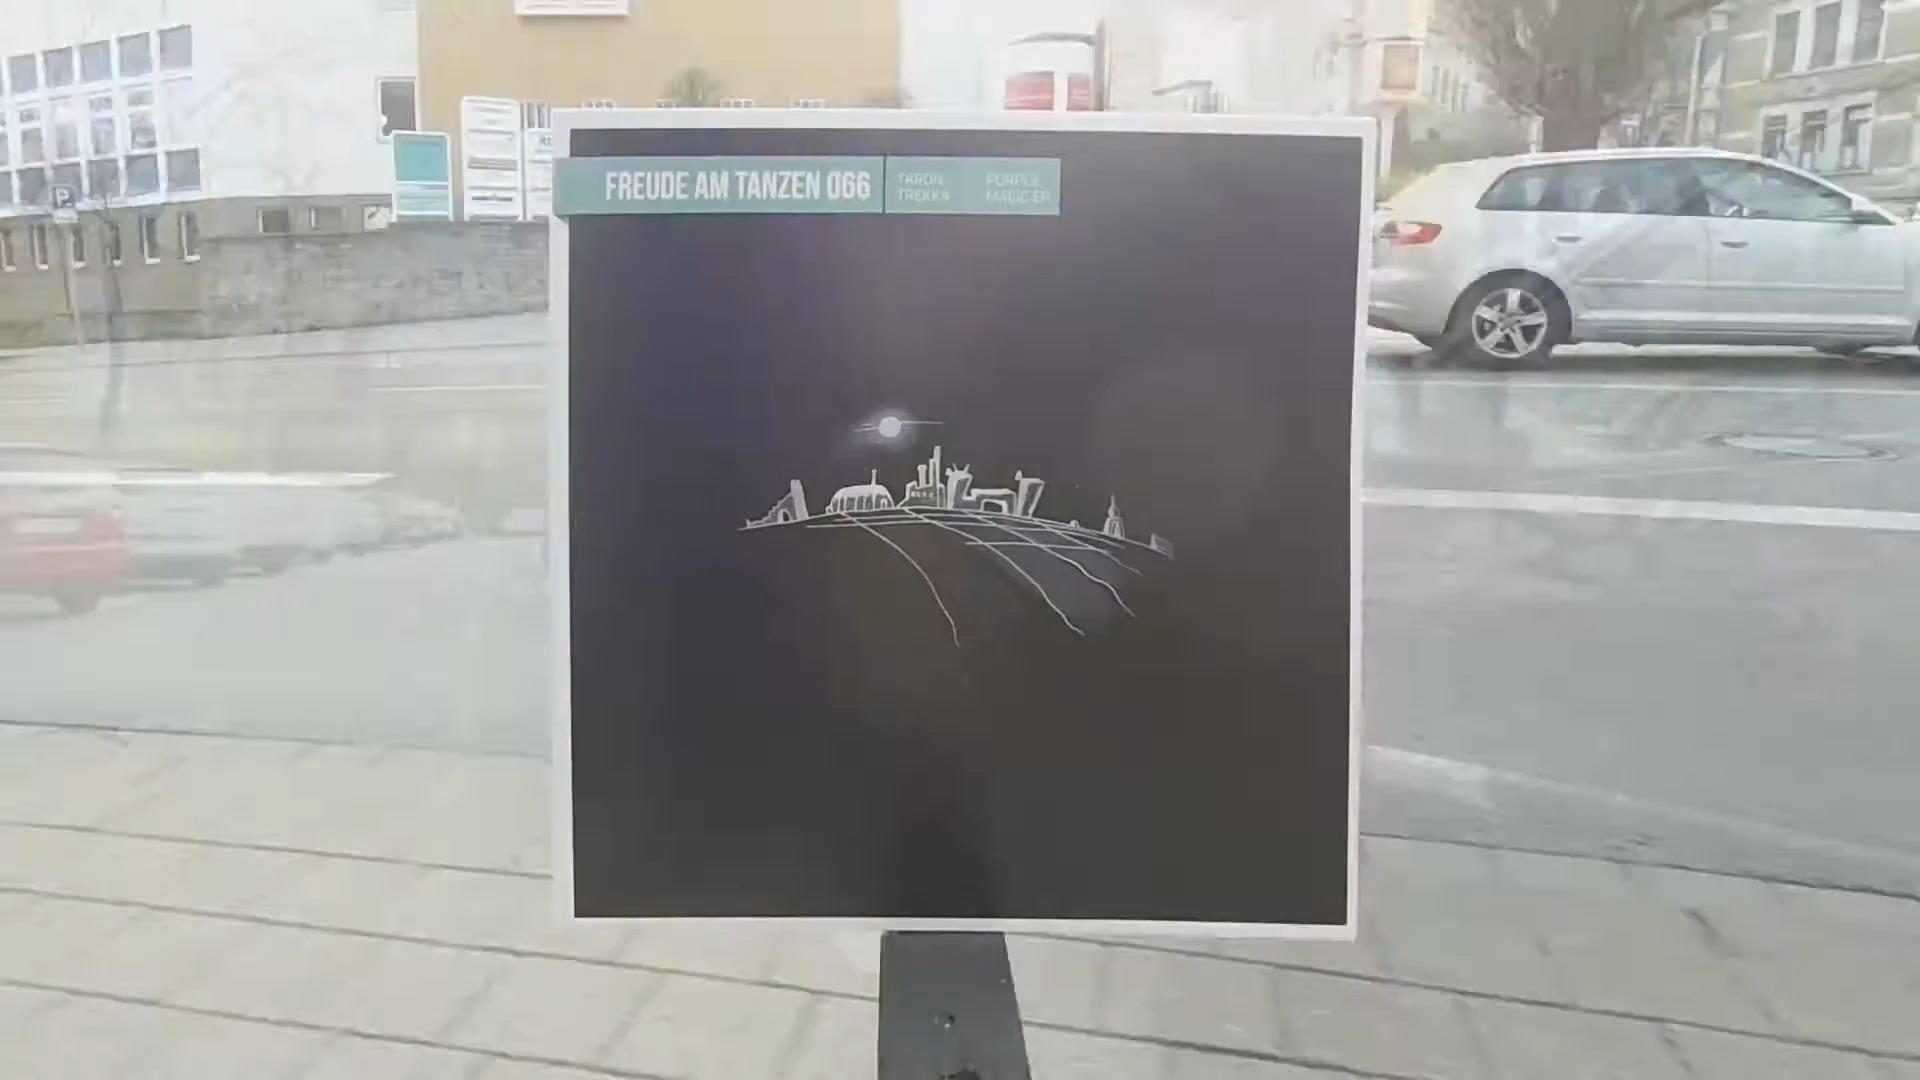 FREUDE AM TANZEN 066
TARON
TREKKA
PURPLE
MAGIC EP
P